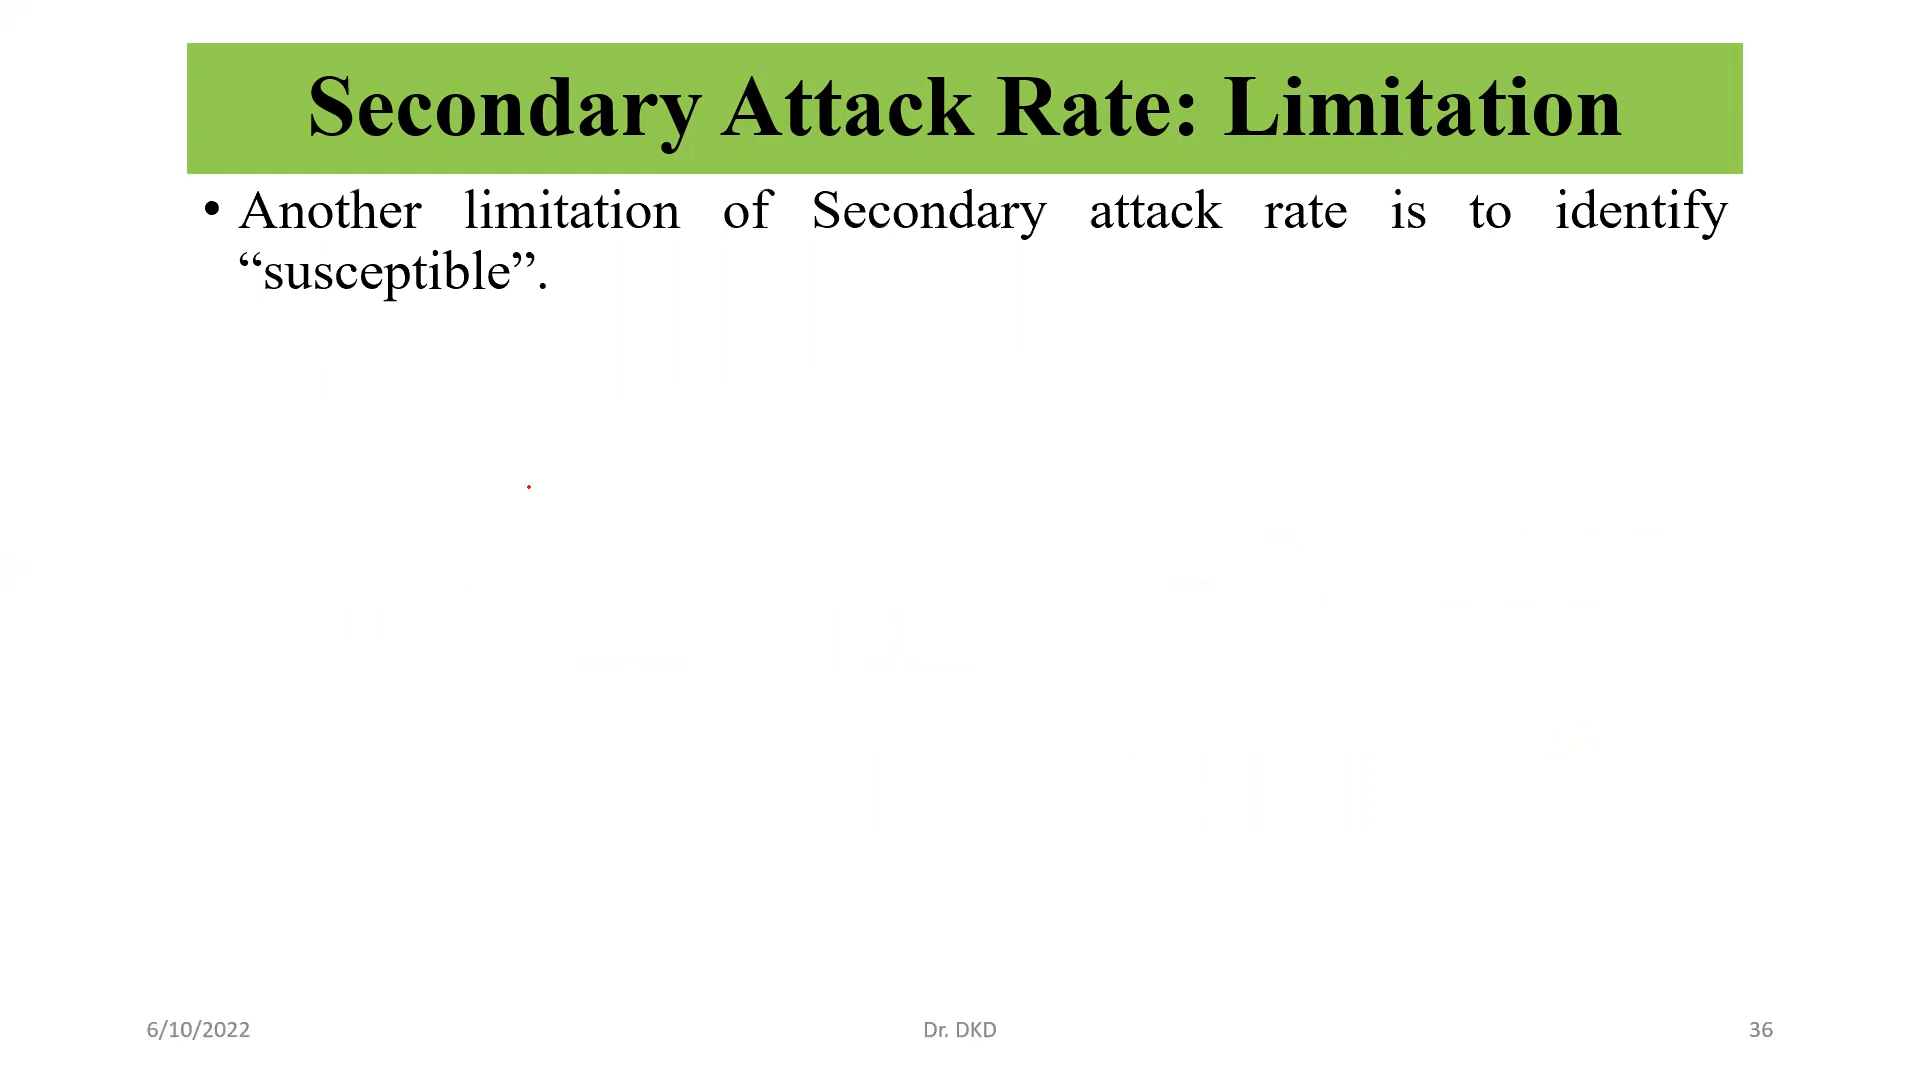 Secondary Attack Rate: Limitation
• Another limitation of Secondary attack rate is to identify
“susceptible”.
6/10/2022
Dr. DKD
36